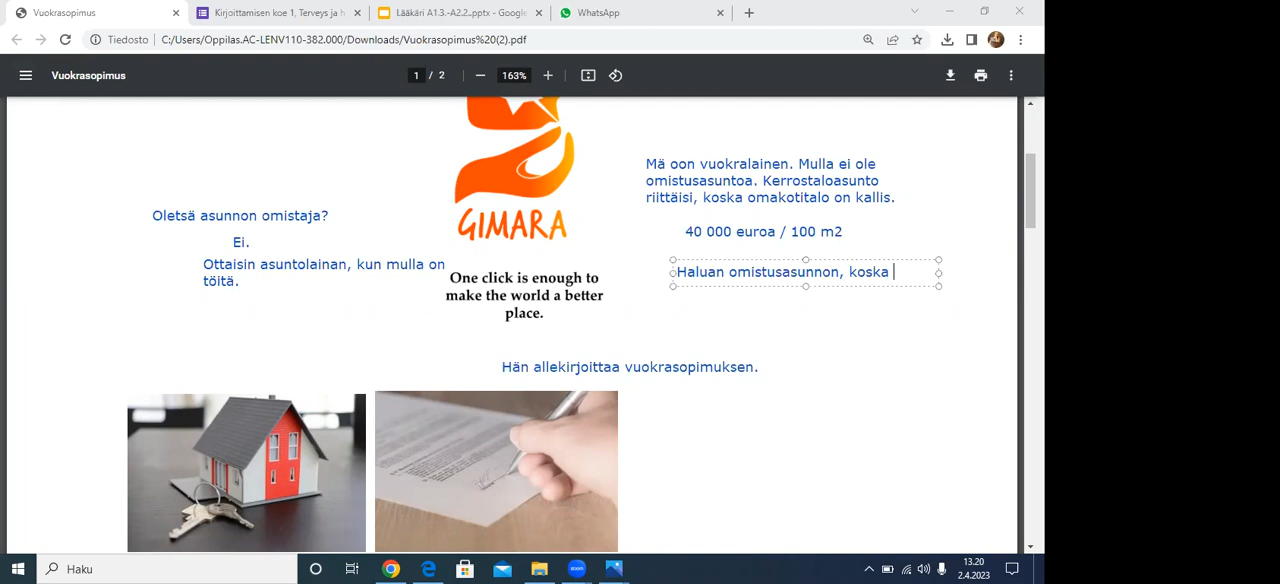 Vuokrasopimus
Kirjoittamisen koe 1, Terveys ja h
Lääkäri A1.3.-A2.2..pptx - Google
WhatsApp
Tiedosto
C:/Users/Oppilas.AC-LENV110-382.000/Downloads/Vuokrasopimus%20(2).pdf
Vuokrasopimus
1 / 2
163%
Mä oon vuokralainen. Mulla ei ole
omistusasuntoa. Kerrostaloasunto
riittäisi, koska omakotitalo on kallis.
Oletsä asunnon omistaja?
Ei.
Ottaisin asuntolainan, kun mulla on
töitä.
GIMARA
One click is enough to
make the world a better
place.
40 000 euroa / 100 m2
Haluan omistusasunnon, koska
Hän allekirjoittaa vuokrasopimuksen.
Haku
zoom
13.20
2.4.2023